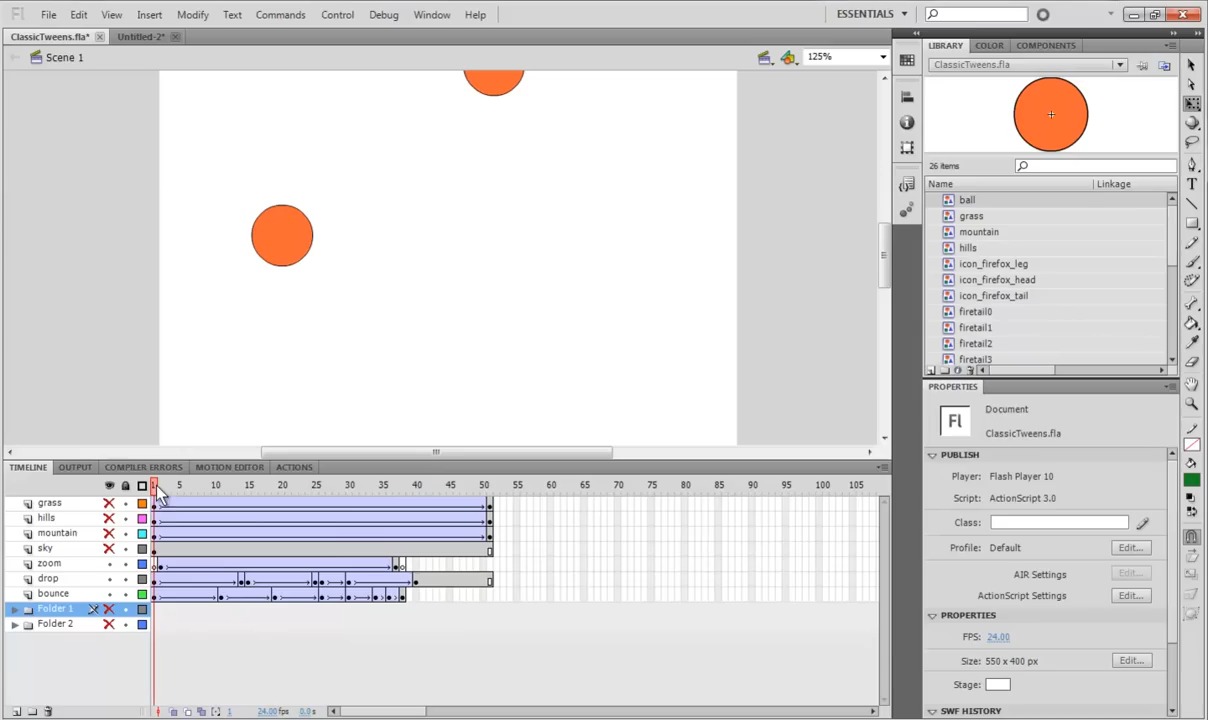 Fl File Edit View Insert Modify Text Commands Control Debug Window Help ESSENTIALS
ClassicTweens.fla* Untitled-2*
Scene 1 125%
LIBRARY COLOR COMPONENTS
ClassicTweens.fla
26 items
Name Linkage
ball
grass
mountain
hills
icon_firefox_leg
icon_firefox_head
icon_firefox_tail
firetail0
firetail1
firetail2
firetail3
PROPERTIES
Fl Document
ClassicTweens.fla
PUBLISH
Player: Flash Player 10
Script: ActionScript 3.0
Class:
Profile: Default Edit...
AIR Settings Edit...
ActionScript Settings Edit...
PROPERTIES
FPS: 24.00
Size: 550 x 400 px Edit...
Stage:
SWF HISTORY
TIMELINE OUTPUT COMPILER ERRORS MOTION EDITOR ACTIONS
1 5 10 15 20 25 30 35 40 45 50 55 60 65 70 75 80 85 90 95 100 105
grass
hills
mountain
sky
zoom
drop
bounce
Folder 1
Folder 2
1 24.00fps 0.0s